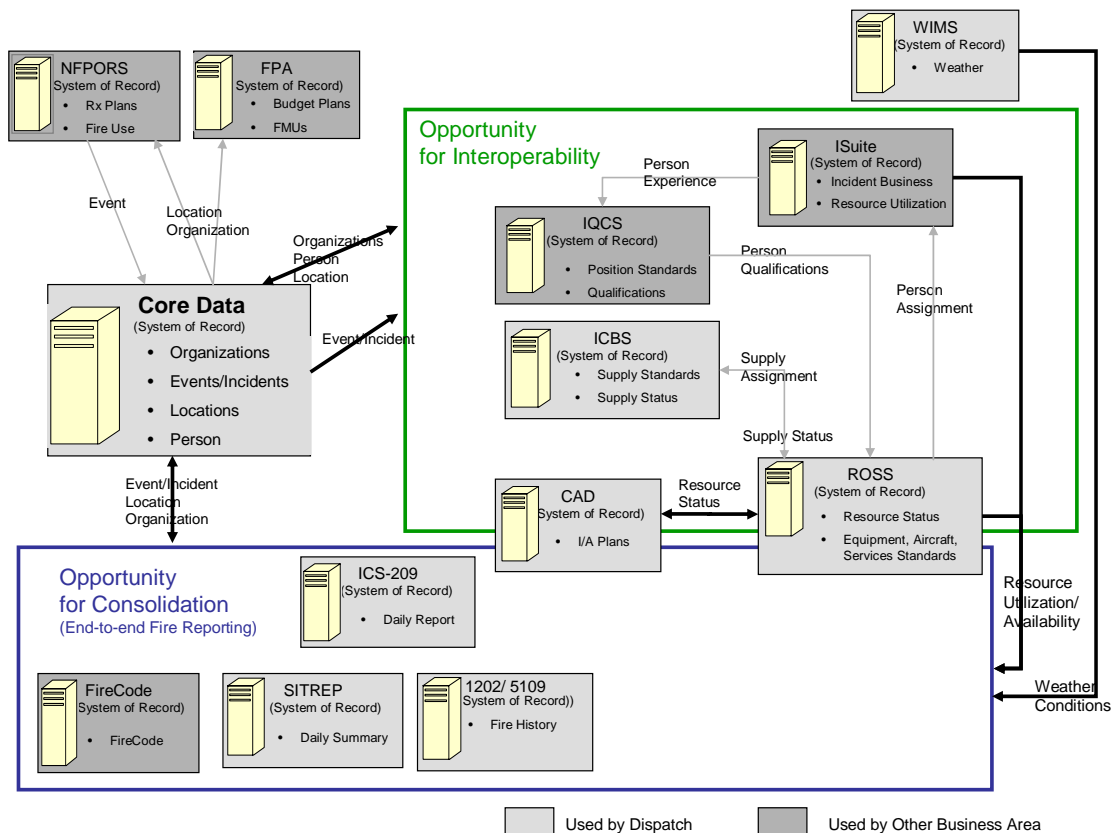 WIMS
(System of Record)
• Weather
NFPORS
System of Record)
• Rx Plans
• Fire Use
FPA
System of Record)
• Budget Plans
• FMUs
Opportunity
for Interoperability
ISuite
(System of Record)
• Incident Business
• Resource Utilization
Person
Experience
Event
Location
Organization
IQCS
(System of Record)
• Position Standards
• Qualifications
Organizations
Person
Location
Person
Qualifications
Person
Assignment
Core Data
(System of Record)
• Organizations
• Events/Incidents
• Locations
• Person
Event/Incident
ICBS
(System of Record)
• Supply Standards
• Supply Status
Supply
Assignment
Supply Status
Event/Incident
Location
Organization
CAD
System of Record)
• I/A Plans
Resource
Status
ROSS
(System of Record)
• Resource Status
• Equipment, Aircraft,
Services Standards
Opportunity
for Consolidation
(End-to-end Fire Reporting)
ICS-209
(System of Record)
• Daily Report
Resource
Utilization/
Availability
FireCode
System of Record)
• FireCode
SITREP
(System of Record)
• Daily Summary
1202/ 5109
System of Record))
• Fire History
Weather
Conditions
Used by Dispatch
Used by Other Business Area